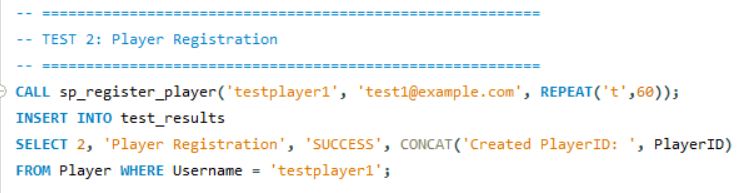 -- ============================================================
-- TEST 2: Player Registration
-- ============================================================
CALL sp_register_player('testplayer1', 'test1@example.com', REPEAT('t',60));
INSERT INTO test_results
SELECT 2, 'Player Registration', 'SUCCESS', CONCAT('Created PlayerID: ', PlayerID)
FROM Player WHERE Username = 'testplayer1';